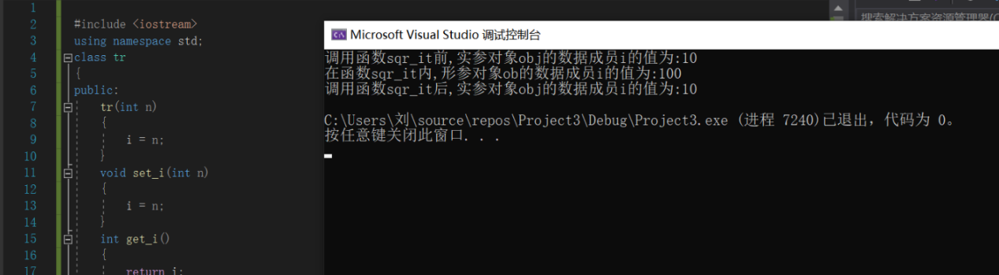 1
2 #include <iostream>
3 using namespace std;
4 class tr
5 {
6 public:
7 tr(int n)
8 {
9 i = n;
10 }
11 void set_i(int n)
12 {
13 i = n;
14 }
15 int get_i()
16 {
17 return i;
搜索解决方案资源管理器(C
Microsoft Visual Studio 调试控制台
调用函数sqr_it前,实参对象obj的数据成员i的值为:10
在函数sqr_it内,形参对象ob的数据成员i的值为:100
调用函数sqr_it后,实参对象obj的数据成员i的值为:10
C:\Users\刘\source\repos\Project3\Debug\Project3.exe (进程 7240)已退出，代码为 0。
按任意键关闭此窗口. . .